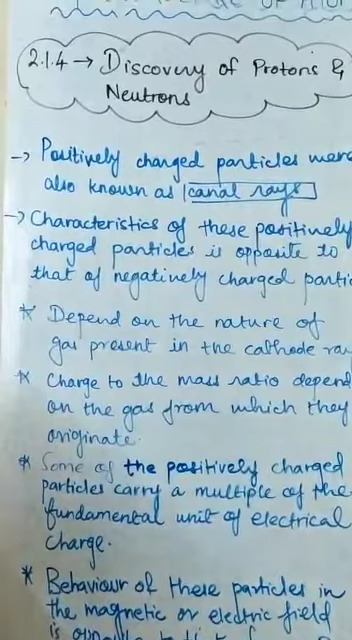 2.1.4 → Discovery of Protons &
Neutrons
→ Positively charged particles were
also known as canal rays
→ Characteristics of these positively
charged particles is opposite to
that of negatively charged partic
* Depend on the nature of
gas present in the cathode ray
* Charge to the mass ratio depend
on the gas from which they
originate.
* Some of the positively charged
particles carry a multiple of the
fundamental unit of electrical
charge.
* Behaviour of these particles in
the magnetic or electric field
is